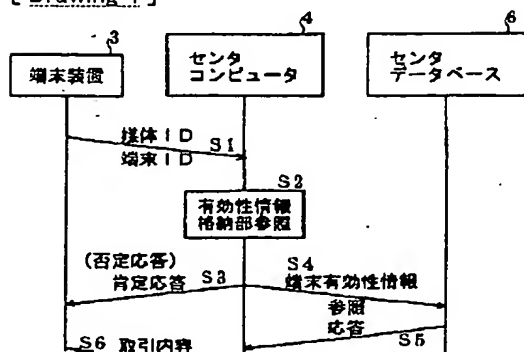 3
4
6
端末装置
センタ
コンピュータ
センタ
データベース
媒体ID
端末ID
S1
S2
有効性情報
格納部参照
(否定応答)
肯定応答
S3
S4
端末有効性情報
参照
応答
S5
S6
取引内容